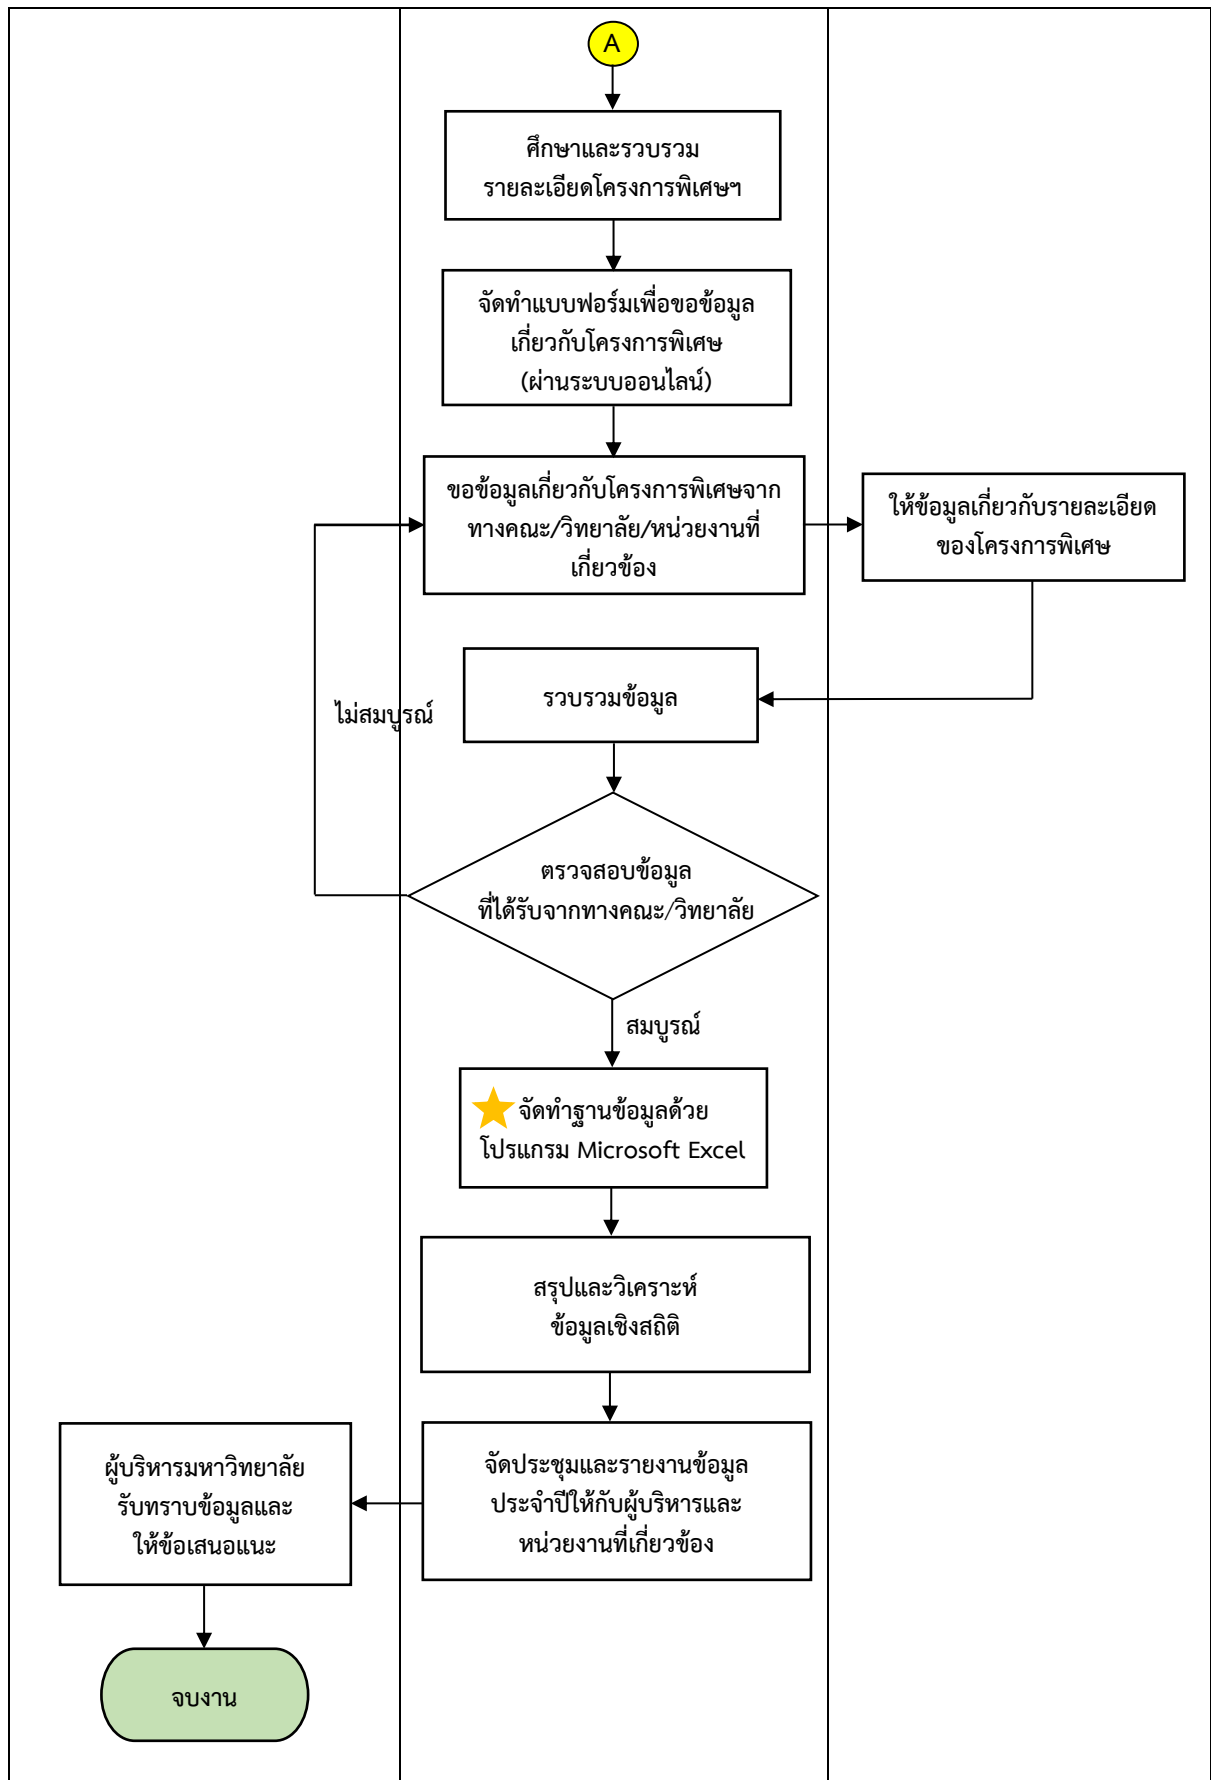 A
ศึกษาและรวบรวม
รายละเอียดโครงการพิเศษฯ
จัดทำแบบฟอร์มเพื่อขอข้อมูล
เกี่ยวกับโครงการพิเศษ
(ผ่านระบบออนไลน์)
ขอข้อมูลเกี่ยวกับโครงการพิเศษจาก
ทางคณะ/วิทยาลัย/หน่วยงานที่
เกี่ยวข้อง
ให้ข้อมูลเกี่ยวกับรายละเอียด
ของโครงการพิเศษ
รวบรวมข้อมูล
ไม่สมบูรณ์
ตรวจสอบข้อมูล
ที่ได้รับจากทางคณะ/วิทยาลัย
สมบูรณ์
จัดทำฐานข้อมูลด้วย
โปรแกรม Microsoft Excel
สรุปและวิเคราะห์
ข้อมูลเชิงสถิติ
จัดประชุมและรายงานข้อมูล
ประจำปีให้กับผู้บริหารและ
หน่วยงานที่เกี่ยวข้อง
ผู้บริหารมหาวิทยาลัย
รับทราบข้อมูลและ
ให้ข้อเสนอแนะ
จบงาน